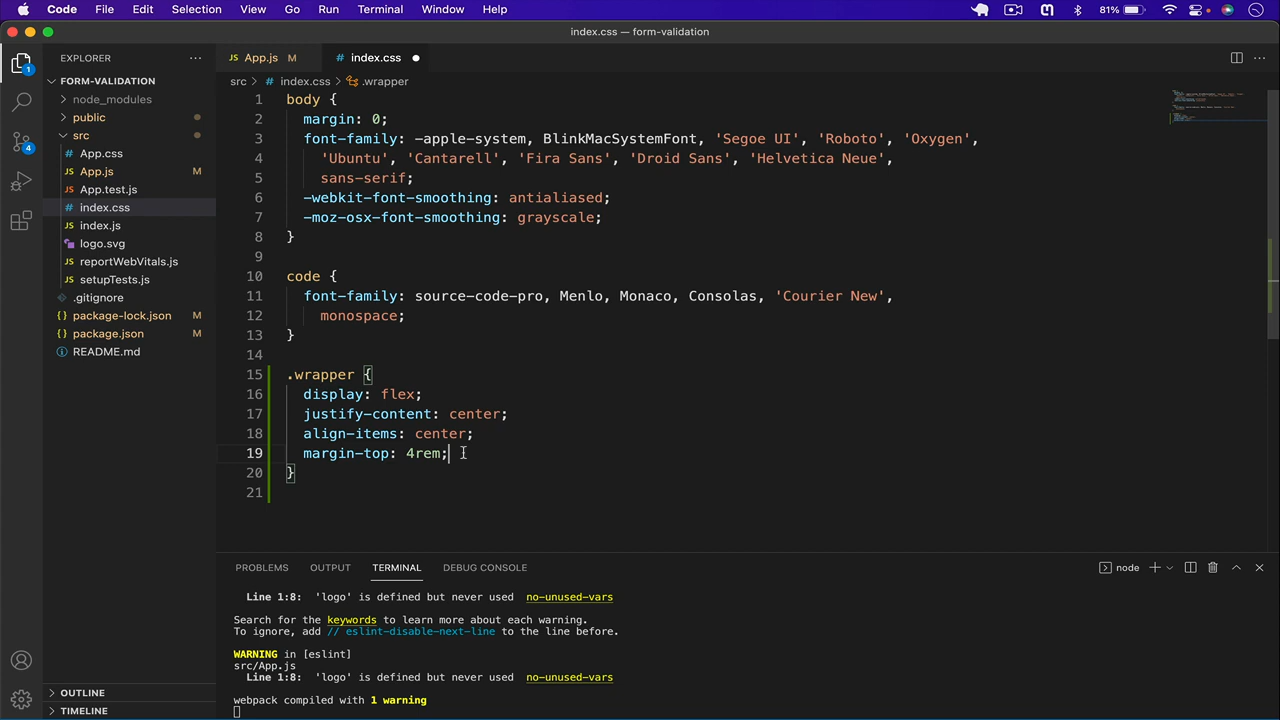 Code File Edit Selection View Go Run Terminal Window Help 81%
index.css — form-validation
EXPLORER
JS App.js M # index.css
src > # index.css > .wrapper
FORM-VALIDATION
node_modules
public
src
# App.css
JS App.js M
JS App.test.js
# index.css
JS index.js
logo.svg
JS reportWebVitals.js
JS setupTests.js
.gitignore
{} package-lock.json M
{} package.json M
README.md
OUTLINE
TIMELINE
1
4
1 body {
2 margin: 0;
3 font-family: -apple-system, BlinkMacSystemFont, 'Segoe UI', 'Roboto', 'Oxygen',
4 'Ubuntu', 'Cantarell', 'Fira Sans', 'Droid Sans', 'Helvetica Neue',
5 sans-serif;
6 -webkit-font-smoothing: antialiased;
7 -moz-osx-font-smoothing: grayscale;
8 }
9
10 code {
11 font-family: source-code-pro, Menlo, Monaco, Consolas, 'Courier New',
12 monospace;
13 }
14
15 .wrapper {
16 display: flex;
17 justify-content: center;
18 align-items: center;
19 margin-top: 4rem;
20 }
21
PROBLEMS OUTPUT TERMINAL DEBUG CONSOLE node
Line 1:8: 'logo' is defined but never used no-unused-vars
Search for the keywords to learn more about each warning.
To ignore, add // eslint-disable-next-line to the line before.
WARNING in [eslint]
src/App.js
Line 1:8: 'logo' is defined but never used no-unused-vars
webpack compiled with 1 warning